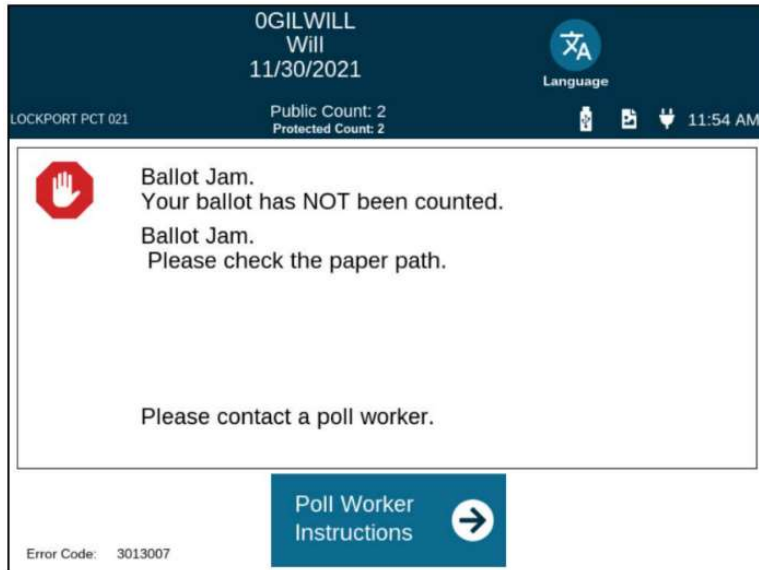 0GILWILL
Will
11/30/2021
Language
LOCKPORT PCT 021
Public Count: 2
Protected Count: 2
11:54 AM
Ballot Jam.
Your ballot has NOT been counted.
Ballot Jam.
Please check the paper path.
Please contact a poll worker.
Poll Worker
Instructions
Error Code: 3013007